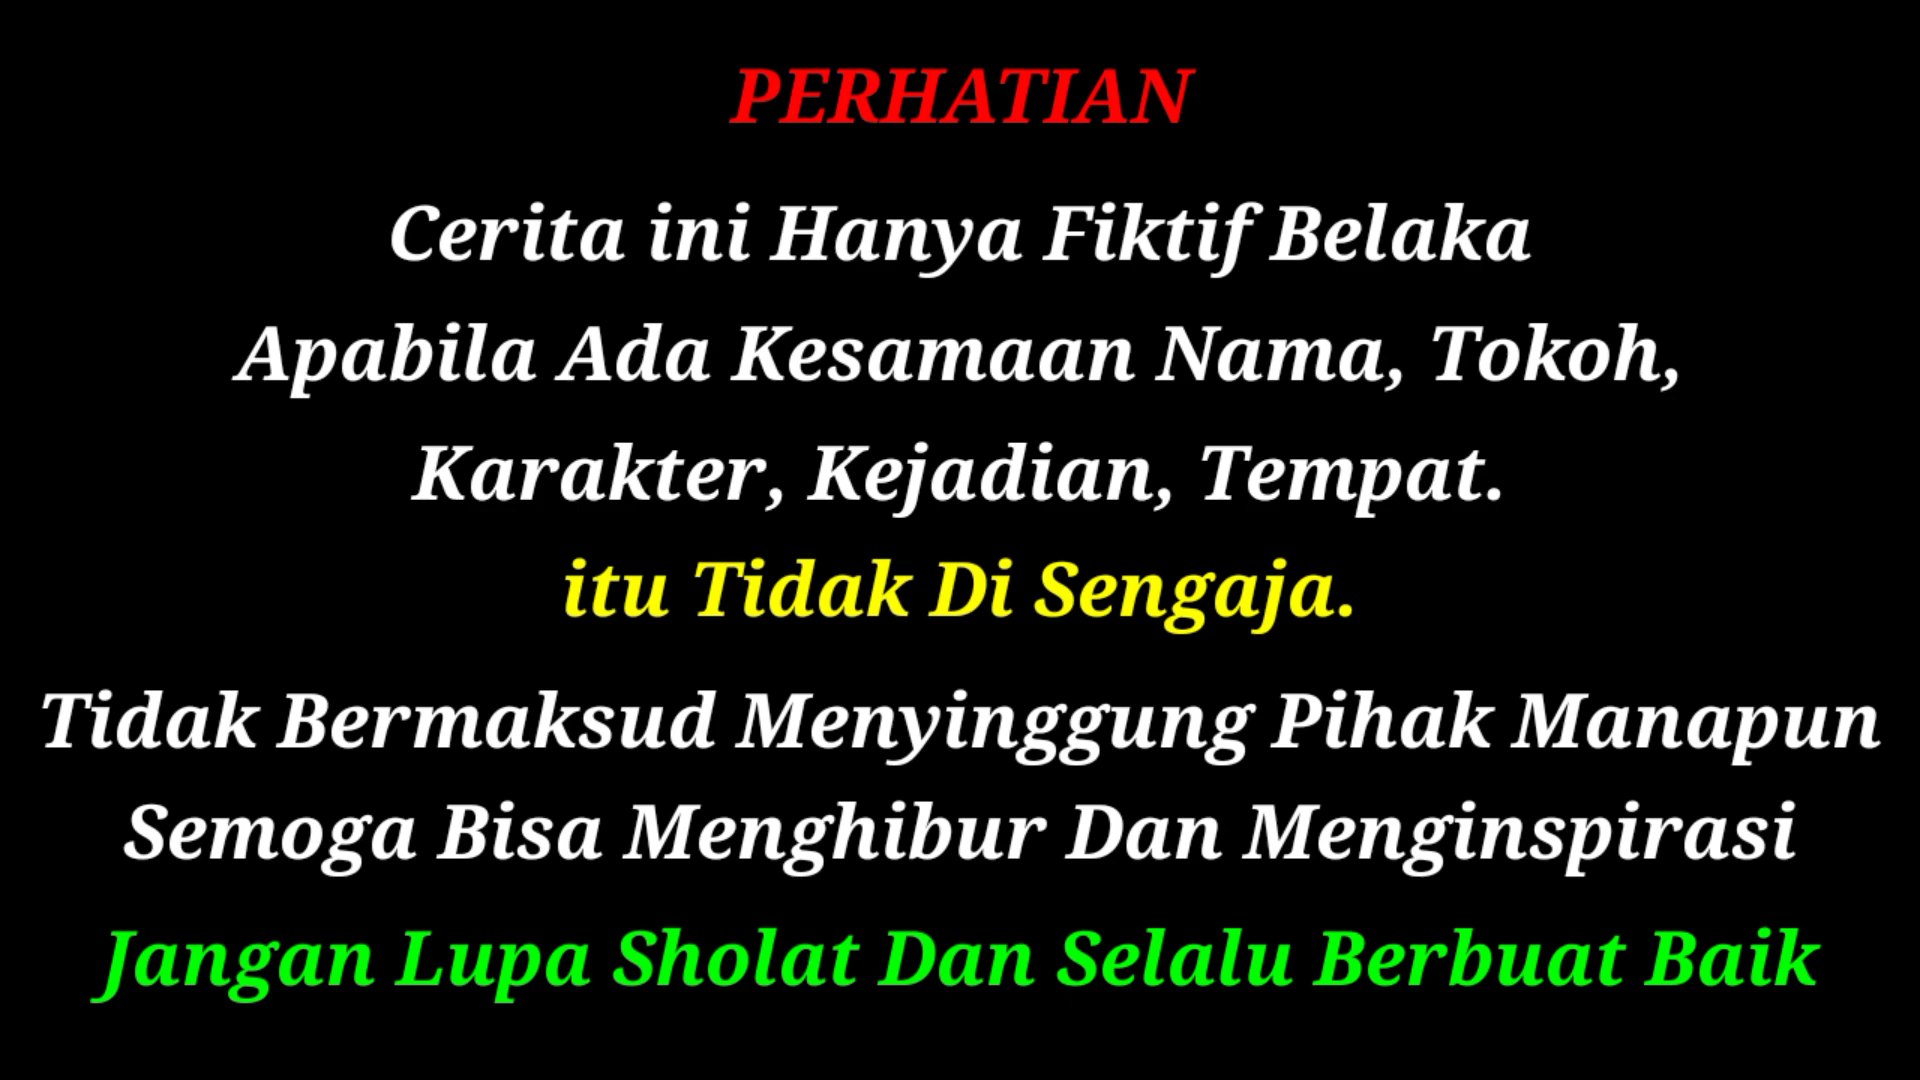 PERHATIAN
Cerita ini Hanya Fiktif Belaka
Apabila Ada Kesamaan Nama, Tokoh,
Karakter, Kejadian, Tempat.
itu Tidak Di Sengaja.
Tidak Bermaksud Menyinggung Pihak Manapun
Semoga Bisa Menghibur Dan Menginspirasi
Jangan Lupa Sholat Dan Selalu Berbuat Baik